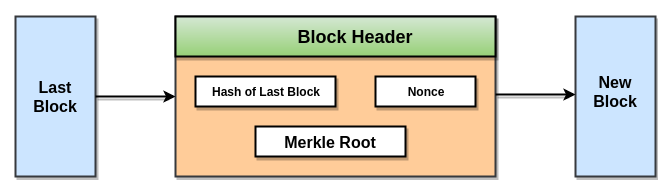 Block Header
Last
Block
Hash of Last Block
Nonce
Merkle Root
New
Block